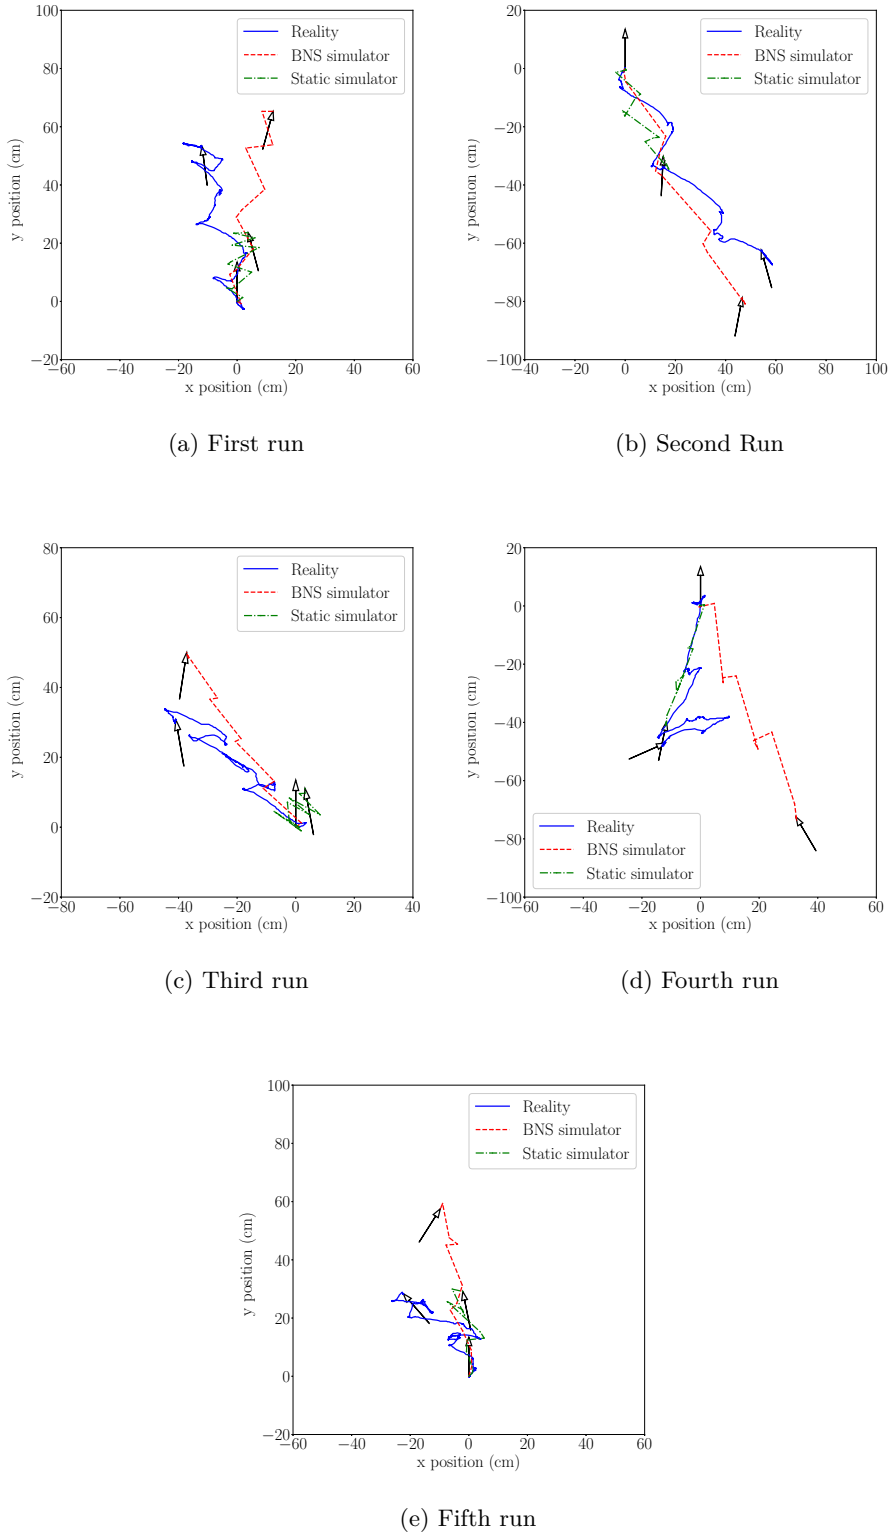 100
80
60
40
20
0
−20
−60
−40
−20
0
20
40
60
x position (cm)
y position (cm)
Reality
BNS simulator
Static simulator
(a) First run
20
0
−20
−40
−60
−80
−100
−40
−20
0
20
40
60
80
100
x position (cm)
y position (cm)
Reality
BNS simulator
Static simulator
(b) Second Run
80
60
40
20
0
−20
−80
−60
−40
−20
0
20
40
x position (cm)
y position (cm)
Reality
BNS simulator
Static simulator
(c) Third run
20
0
−20
−40
−60
−80
−100
−60
−40
−20
0
20
40
60
x position (cm)
y position (cm)
Reality
BNS simulator
Static simulator
(d) Fourth run
100
80
60
40
20
0
−20
−60
−40
−20
0
20
40
60
x position (cm)
y position (cm)
Reality
BNS simulator
Static simulator
(e) Fifth run